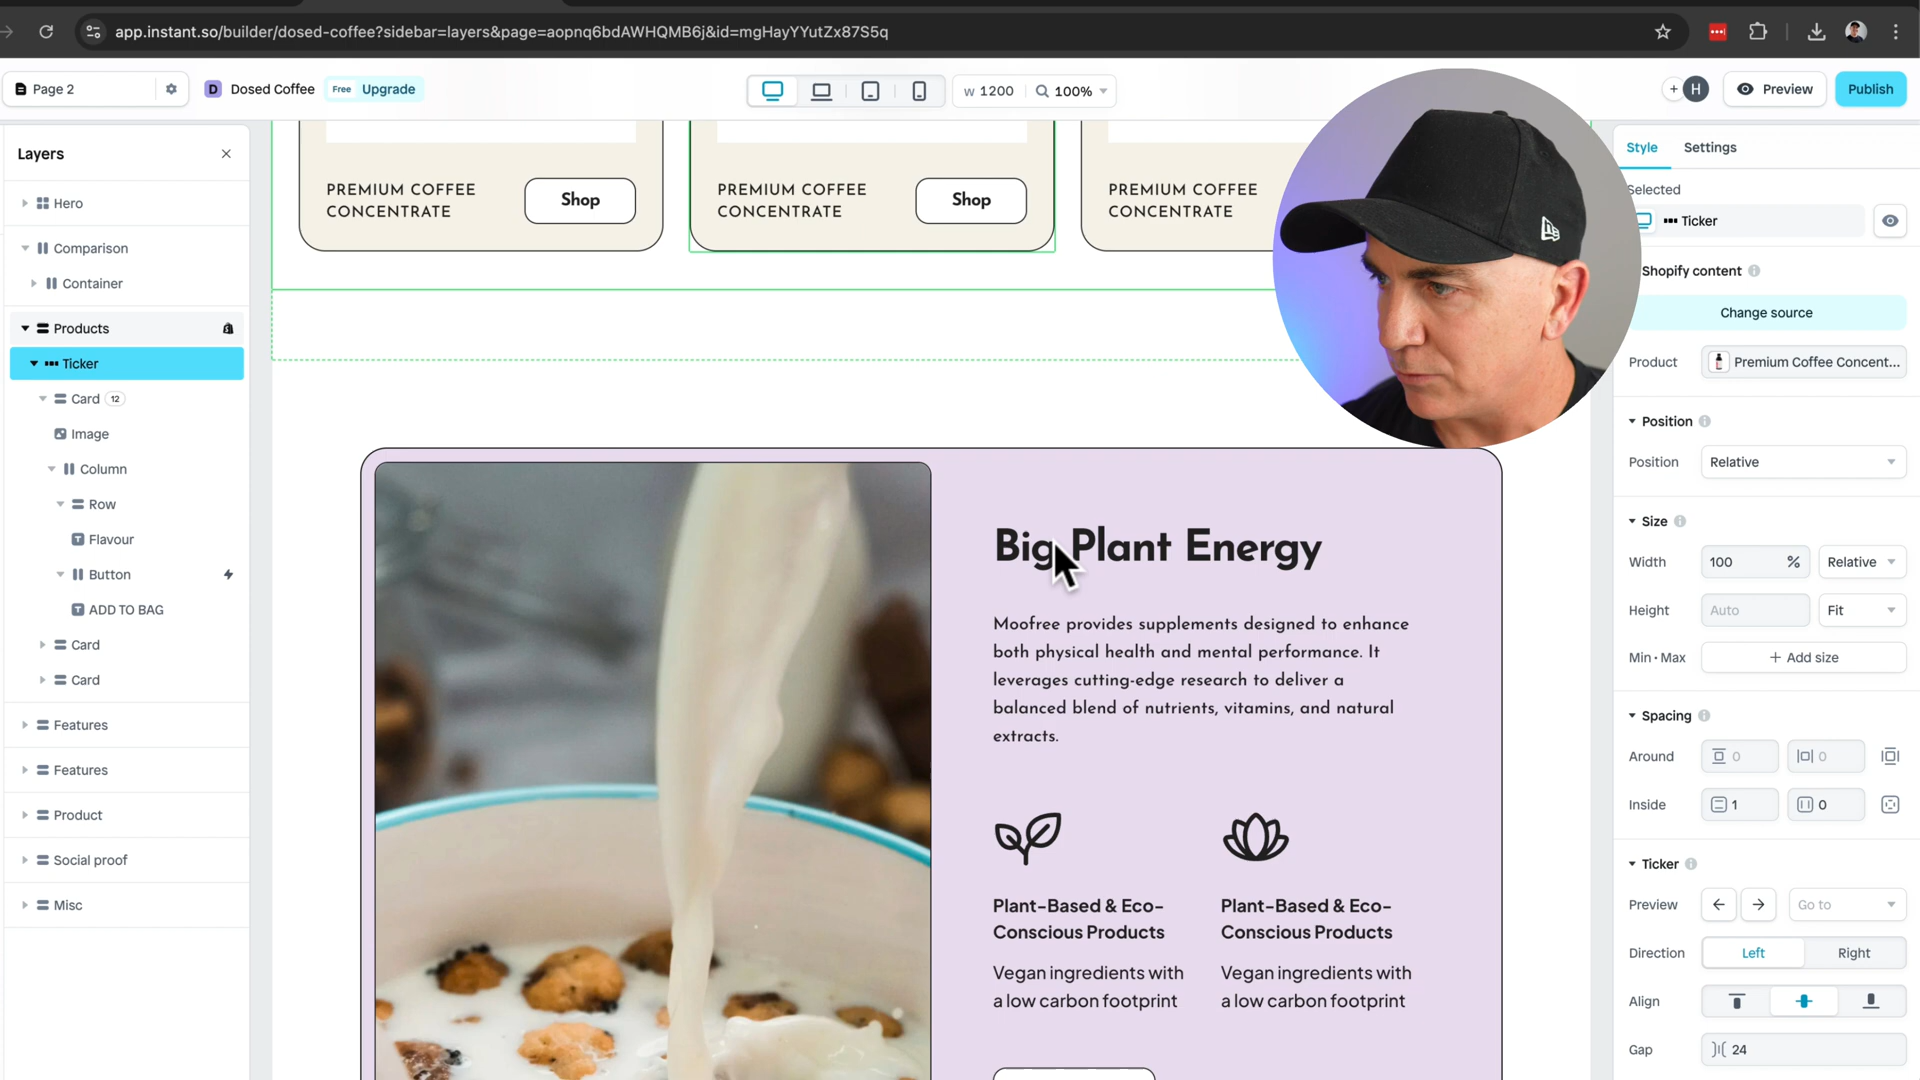 app.instant.so/builder/dosed-coffee?sidebar=layers&page=aopnq6bdAWHQMB6j&id=mgHayYYutZx87S5q
Page 2
D Dosed Coffee Free Upgrade
W 1200 100%
+ H Preview Publish
Layers
Hero
Comparison
Container
Products
Ticker
Card 12
Image
Column
Row
T Flavour
Button
T ADD TO BAG
Card
Card
Features
Features
Product
Social proof
Misc
PREMIUM COFFEE
CONCENTRATE
Shop
PREMIUM COFFEE
CONCENTRATE
Shop
PREMIUM COFFEE
CONCENTRATE
Big Plant Energy
Moofree provides supplements designed to enhance
both physical health and mental performance. It
leverages cutting-edge research to deliver a
balanced blend of nutrients, vitamins, and natural
extracts.
Plant-Based & Eco-
Conscious Products
Vegan ingredients with
a low carbon footprint
Plant-Based & Eco-
Conscious Products
Vegan ingredients with
a low carbon footprint
Style Settings
Selected
Ticker
Shopify content
Change source
Product Premium Coffee Concent...
Position
Position Relative
Size
Width 100 % Relative
Height Auto Fit
Min • Max + Add size
Spacing
Around 0 0
Inside 1 0
Ticker
Preview Go to
Direction Left Right
Align
Gap 24